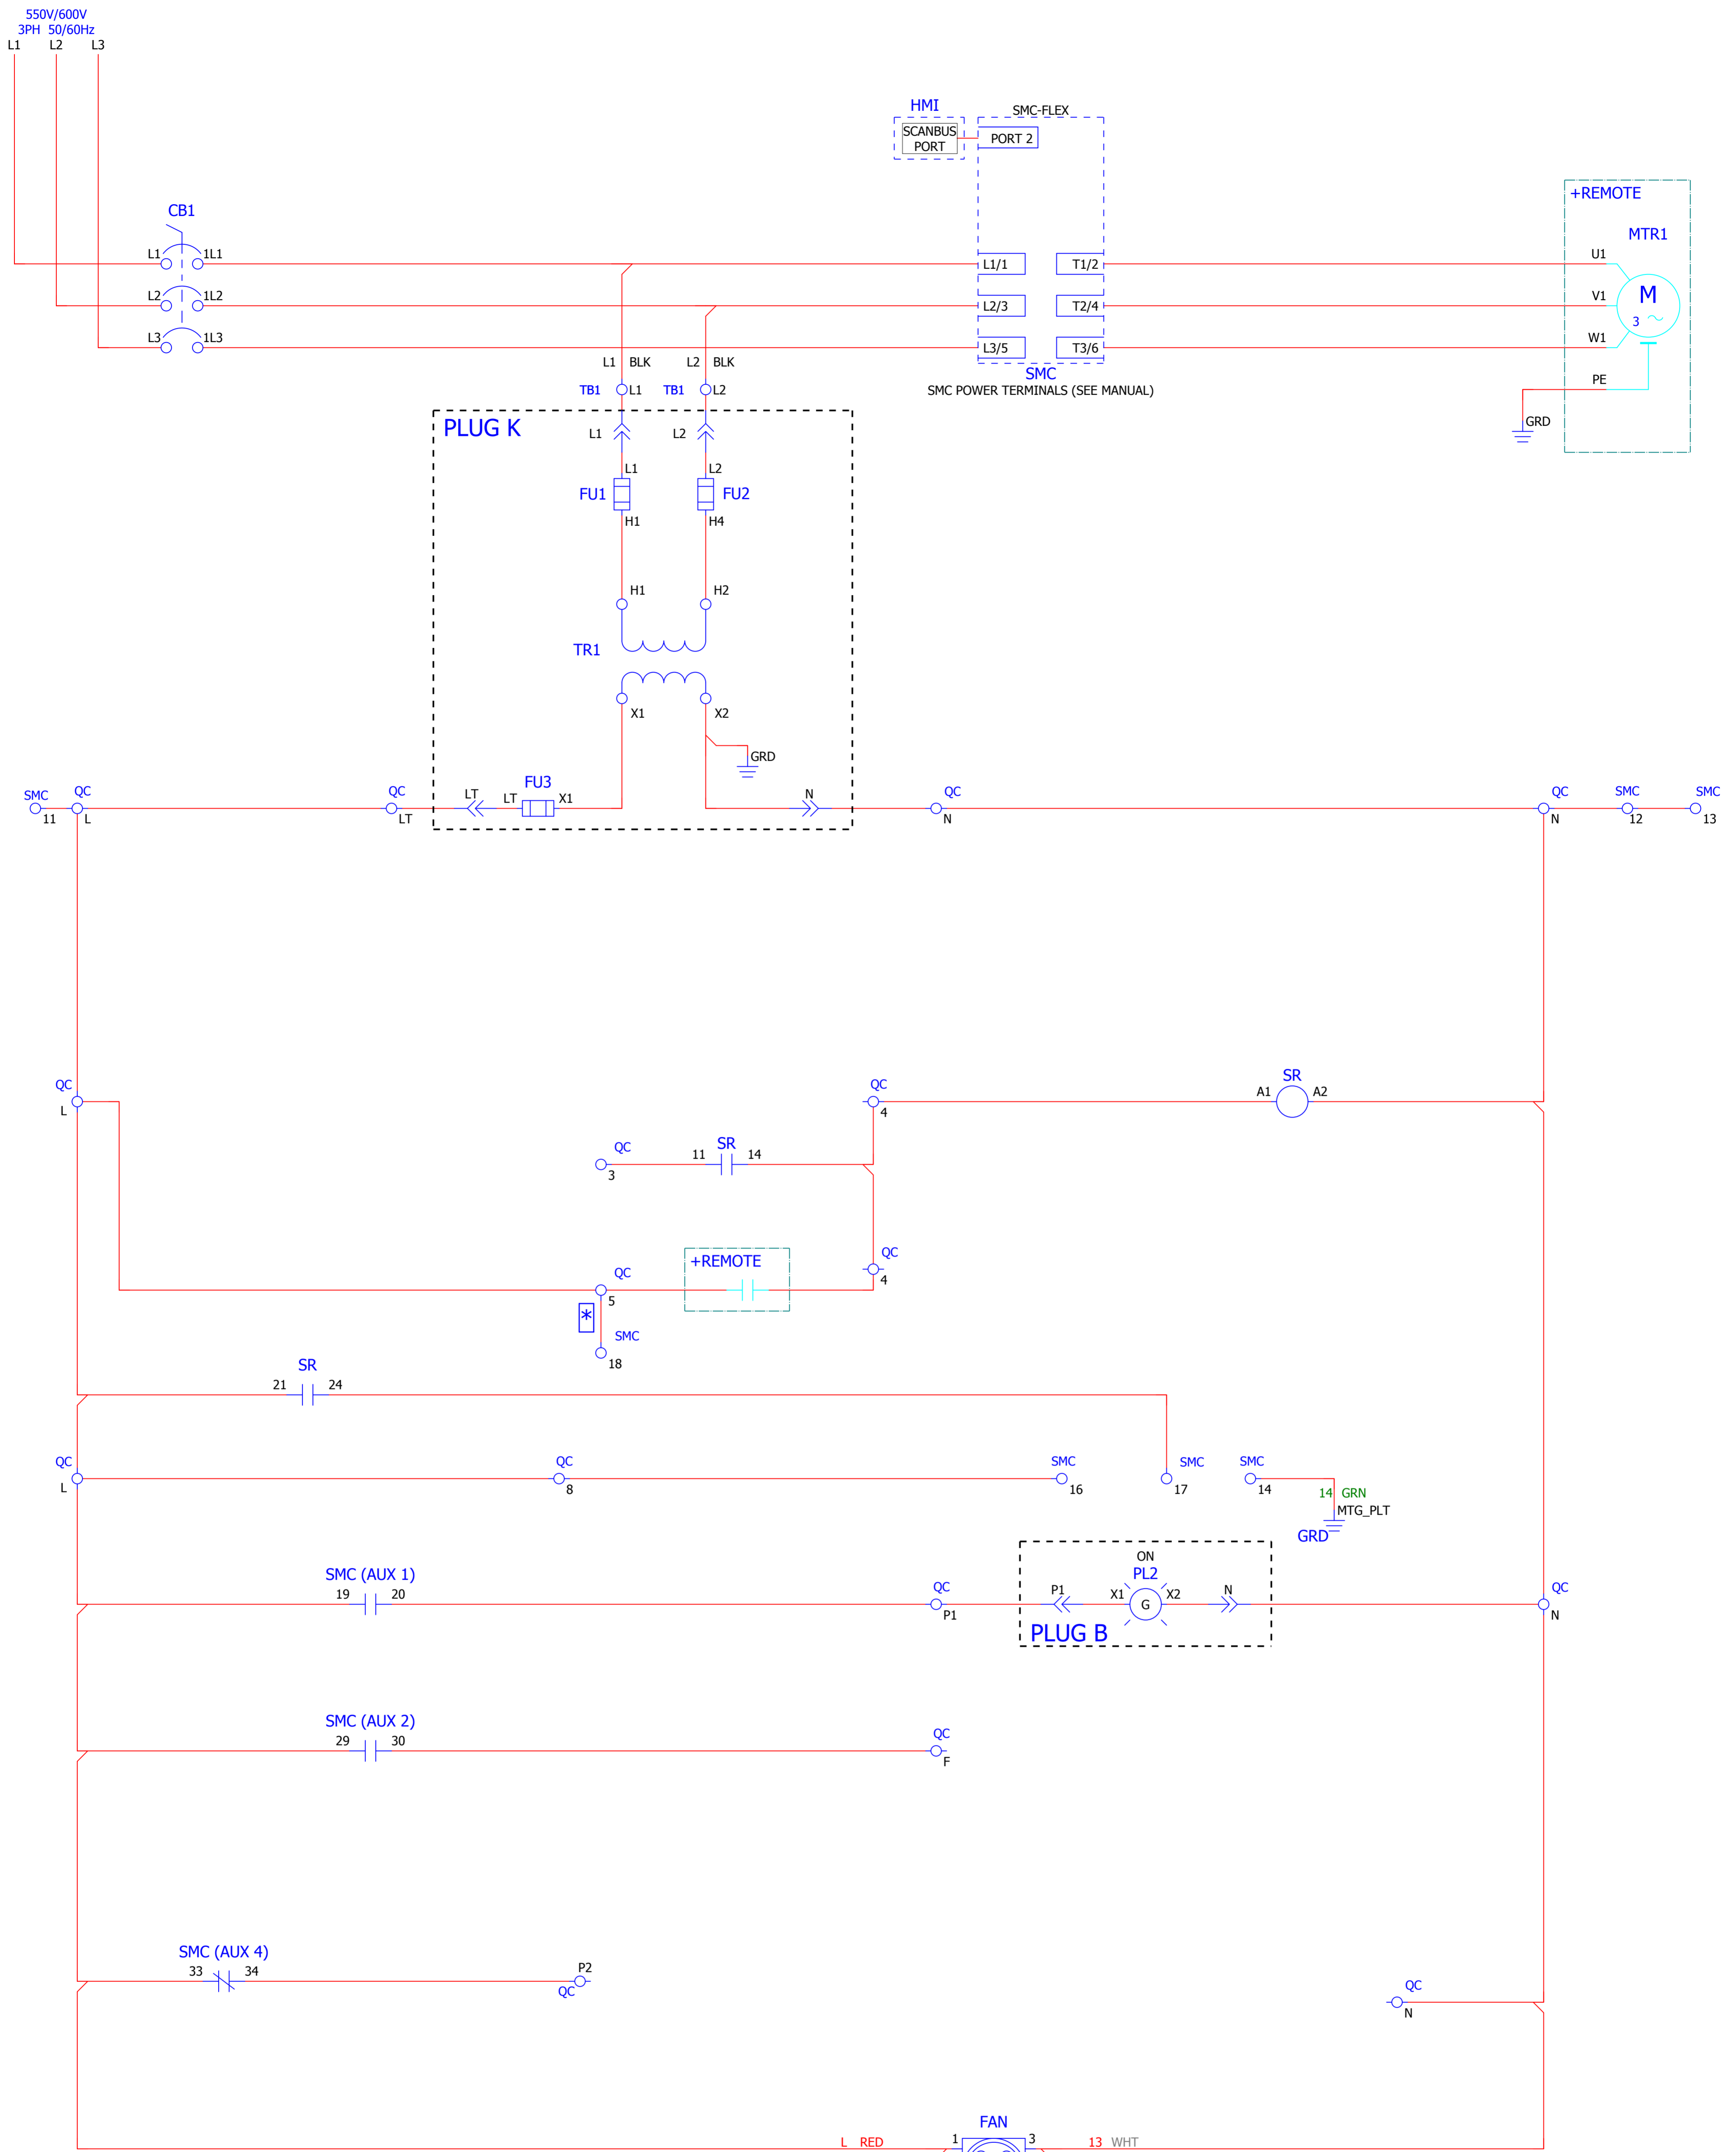 550V/600V
3PH 50/60Hz
L1 L2 L3
HMI
SMC-FLEX
SCANBUS
PORT
PORT 2
+REMOTE
CB1
MTR1
L1 1L1
L1/1 T1/2
U1
L2 1L2
L2/3 T2/4
V1
M
3
L3 1L3
L3/5 T3/6
W1
L1 BLK L2 BLK
SMC
PE
TB1 L1 TB1 L2
SMC POWER TERMINALS (SEE MANUAL)
GRD
PLUG K
L1 L2
L1 L2
FU1 FU2
H1 H4
H1 H2
TR1
X1 X2
GRD
FU3
SMC QC QC LT LT X1 N QC QC SMC SMC
11 L LT N N 12 13
QC QC SR
L 4 A1 A2
QC SR
3 11 14
+REMOTE
QC
4
QC
5
*
SMC
18
SR
21 24
QC QC SMC SMC SMC
L 8 16 17 14
14 GRN
MTG_PLT
GRD
ON
SMC (AUX 1) PL2
19 20 QC P1 X1 X2 N QC
P1 G N
PLUG B
SMC (AUX 2)
29 30 QC
F
SMC (AUX 4)
33 34 P2
QC
QC
N
FAN
L RED 1 3 13 WHT